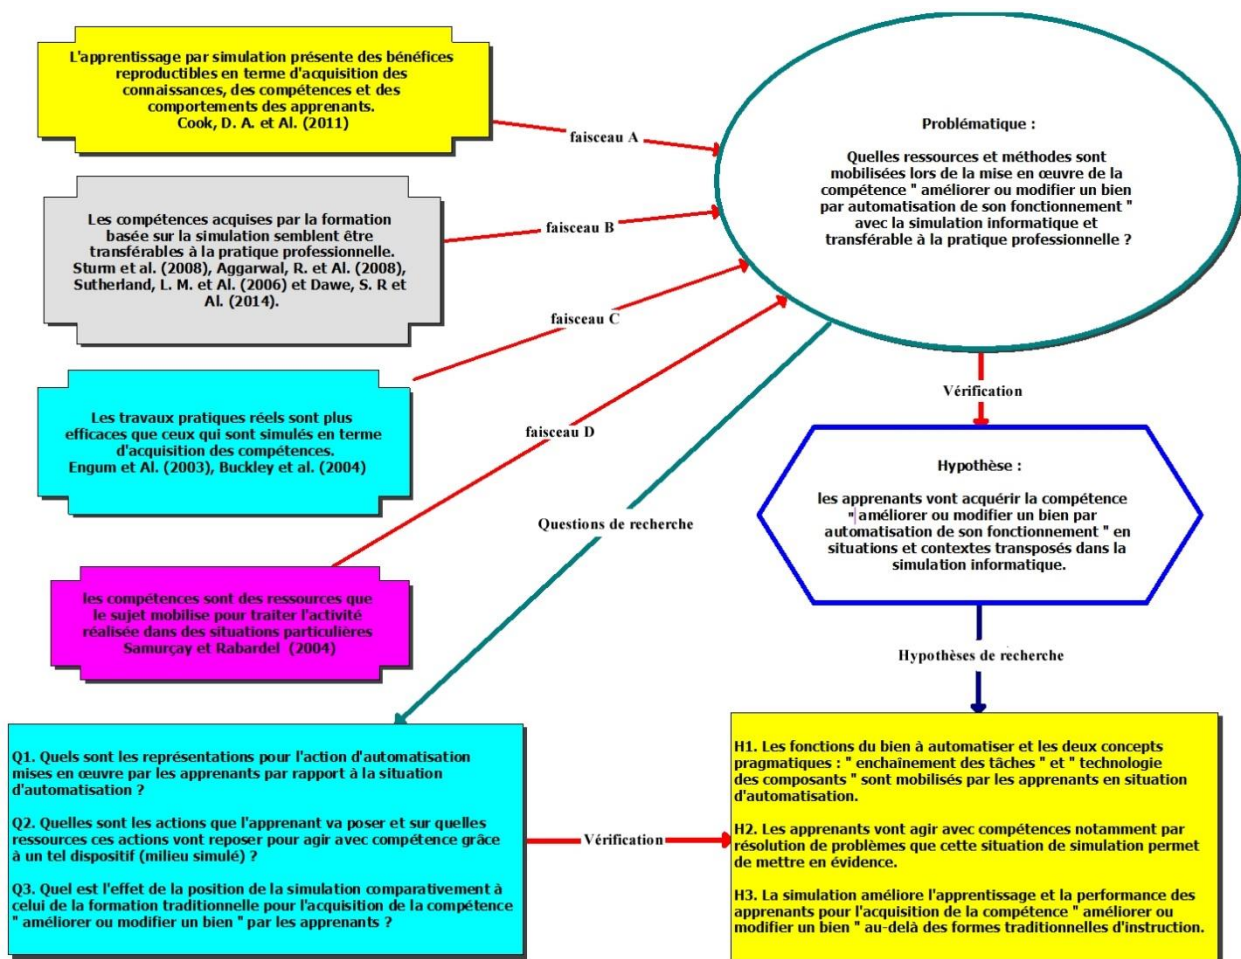 L'apprentissage par simulation présente des bénéfices
reproductibles en terme d'acquisition des
connaissances, des compétences et des
comportements des apprenants.
Cook, D. A. et Al. (2011)
faisceau A
Problématique :
Quelles ressources et méthodes sont
mobilisées lors de la mise en œuvre de la
compétence " améliorer ou modifier un bien
par automatisation de son fonctionnement "
avec la simulation informatique et
transférable à la pratique professionnelle ?
Les compétences acquises par la formation
basée sur la simulation semblent être
transférables à la pratique professionnelle.
Sturm et al. (2008), Aggarwal, R. et Al. (2008),
Sutherland, L. M. et Al. (2006) et Dawe, S. R et
Al. (2014).
faisceau B
faisceau C
Les travaux pratiques réels sont plus
efficaces que ceux qui sont simulés en terme
d'acquisition des compétences.
Engum et Al. (2003), Buckley et al. (2004)
faisceau D
Vérification
Hypothèse :
les apprenants vont acquérir la compétence
" améliorer ou modifier un bien par
automatisation de son fonctionnement " en
situations et contextes transposés dans la
simulation informatique.
Questions de recherche
les compétences sont des ressources que
le sujet mobilise pour traiter l'activité
réalisée dans des situations particulières
Samurçay et Rabardel (2004)
Hypothèses de recherche
Q1. Quels sont les représentations pour l'action d'automatisation
mises en œuvre par les apprenants par rapport à la situation
d'automatisation ?
Q2. Quelles sont les actions que l'apprenant va poser et sur quelles
ressources ces actions vont reposer pour agir avec compétence grâce
à un tel dispositif (milieu simulé) ?
Q3. Quel est l'effet de la position de la simulation comparativement à
celui de la formation traditionnelle pour l'acquisition de la compétence
" améliorer ou modifier un bien " par les apprenants ?
Vérification
H1. Les fonctions du bien à automatiser et les deux concepts
pragmatiques : " enchaînement des tâches " et " technologie
des composants " sont mobilisés par les apprenants en situation
d'automatisation.
H2. Les apprenants vont agir avec compétences notamment par
résolution de problèmes que cette situation de simulation permet
de mettre en évidence.
H3. La simulation améliore l'apprentissage et la performance des
apprenants pour l'acquisition de la compétence " améliorer ou
modifier un bien " au-delà des formes traditionnelles d'instruction.